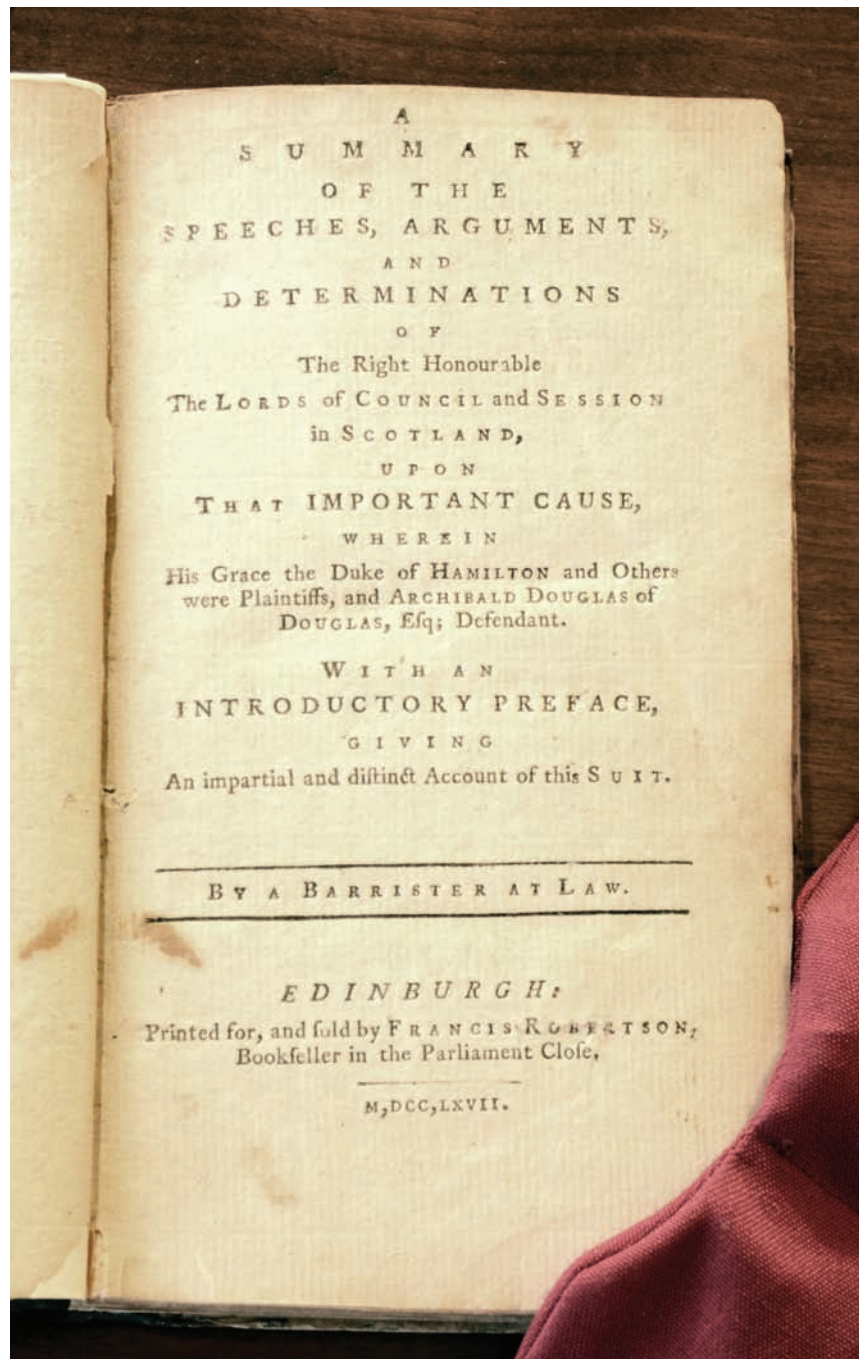 A
SUMMARY
OF THE
SPEECHES, ARGUMENTS,
AND
DETERMINATIONS
OF
The Right Honourable
The LORDS of COUNCIL and SESSION
in SCOTLAND,
UPON
THAT IMPORTANT CAUSE,
WHEREIN
His Grace the Duke of HAMILTON and Others
were Plaintiffs, and ARCHIBALD DOUGLAS of
DOUGLAS, Eſq; Defendant.
WITH AN
INTRODUCTORY PREFACE,
GIVING
An impartial and diſtinct Account of this SUIT.
BY A BARRISTER AT LAW.
EDINBURGH:
Printed for, and ſold by FRANCIS ROBERTSON,
Bookſeller in the Parliament Cloſe.
M,DCC,LXVII.